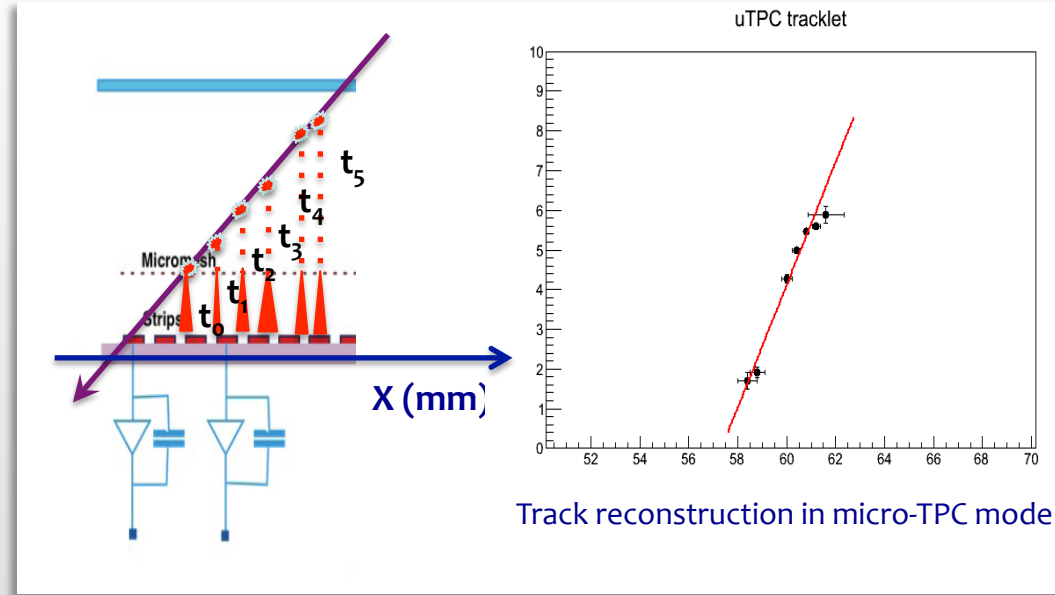 uTPC tracklet
Micromesh
Strips
t0
t1
t2
t3
t4
t5
X (mm)
10
9
8
7
6
5
4
3
2
1
0
52 54 56 58 60 62 64 66 68 70
Track reconstruction in micro-TPC mode